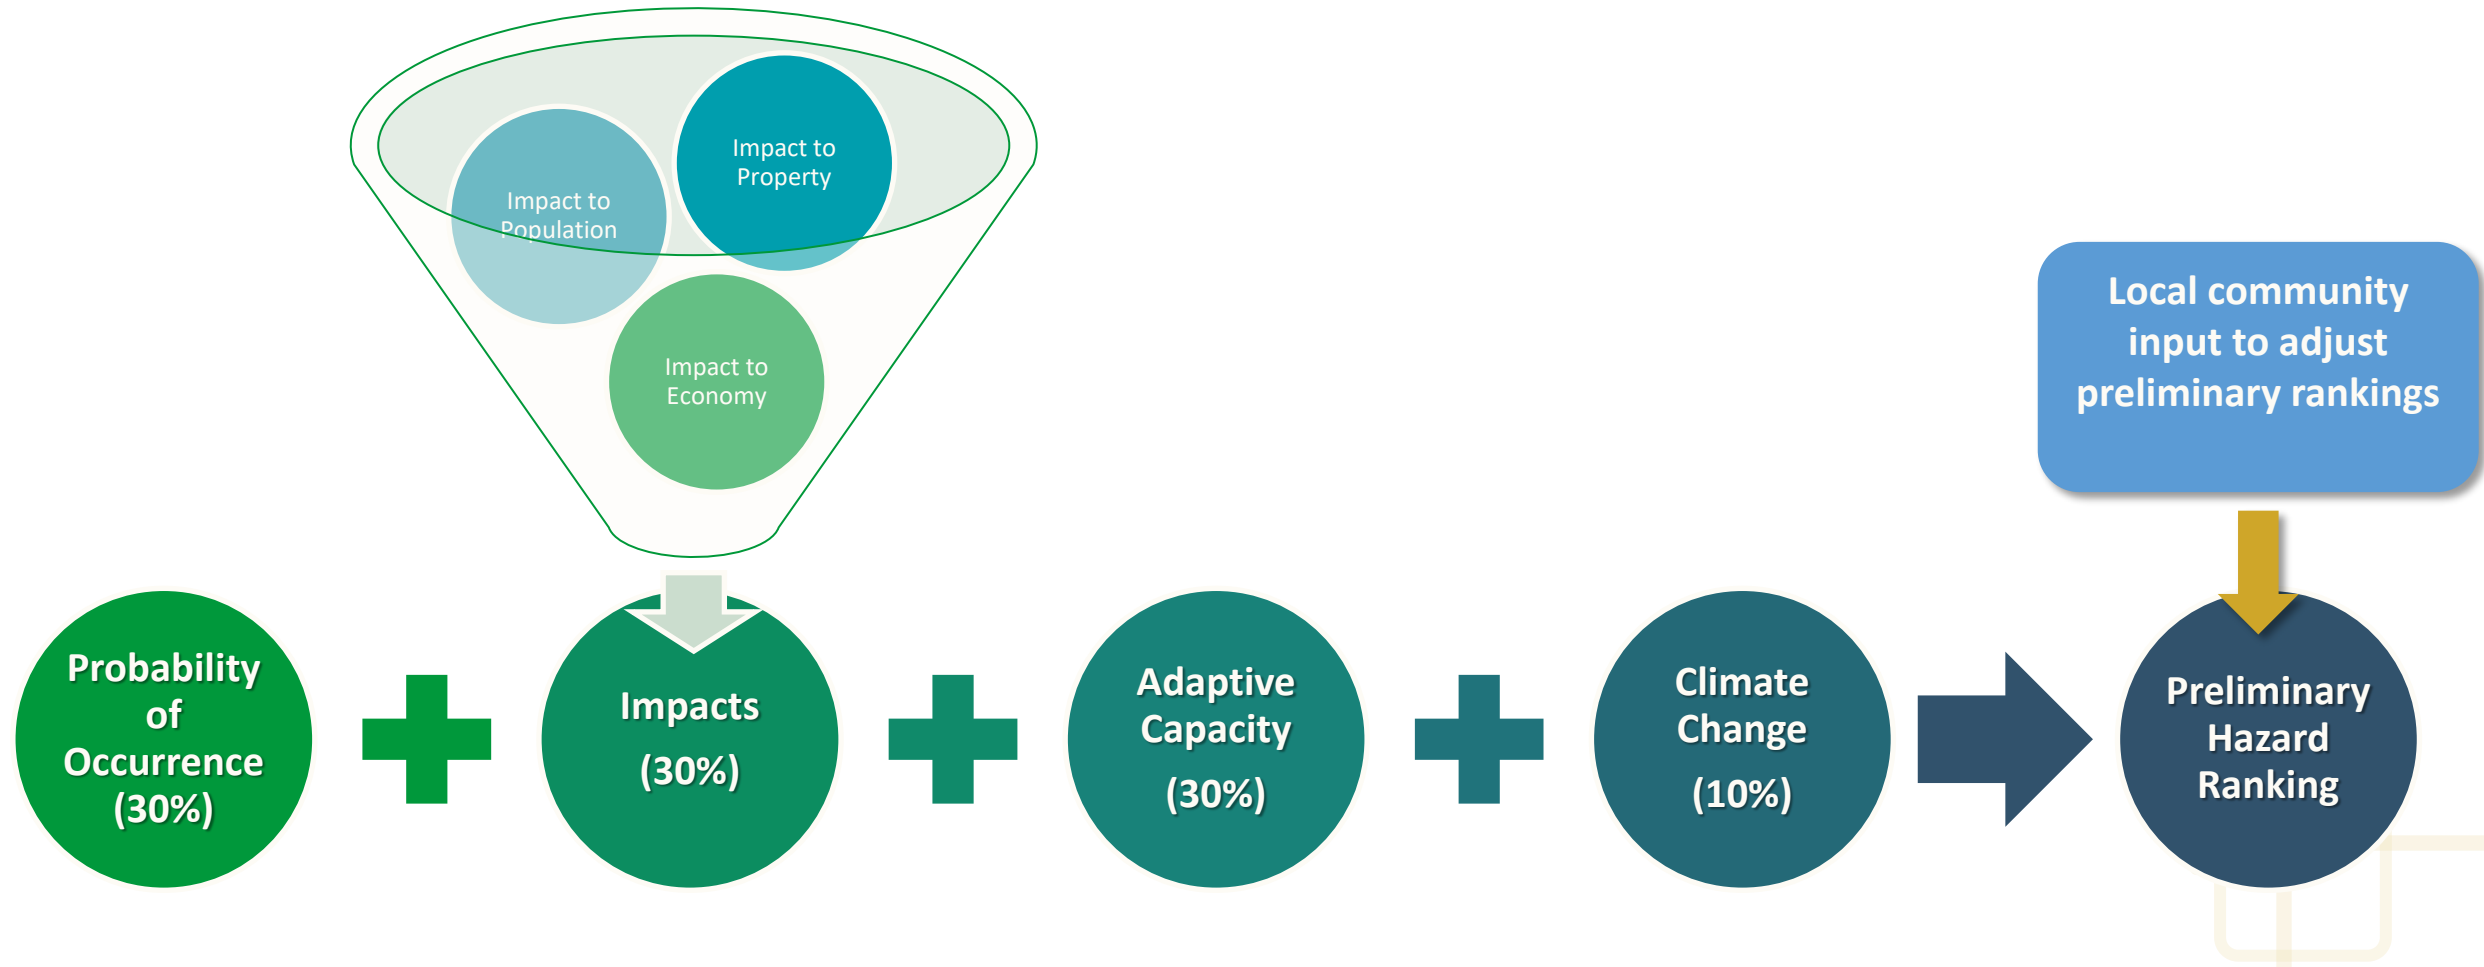 Impact to
Property
Impact to
Population
Impact to
Economy
Local community
input to adjust
preliminary rankings
Probability
of
Occurrence
(30%)
Impacts
(30%)
Adaptive
Capacity
(30%)
Climate
Change
(10%)
Preliminary
Hazard
Ranking